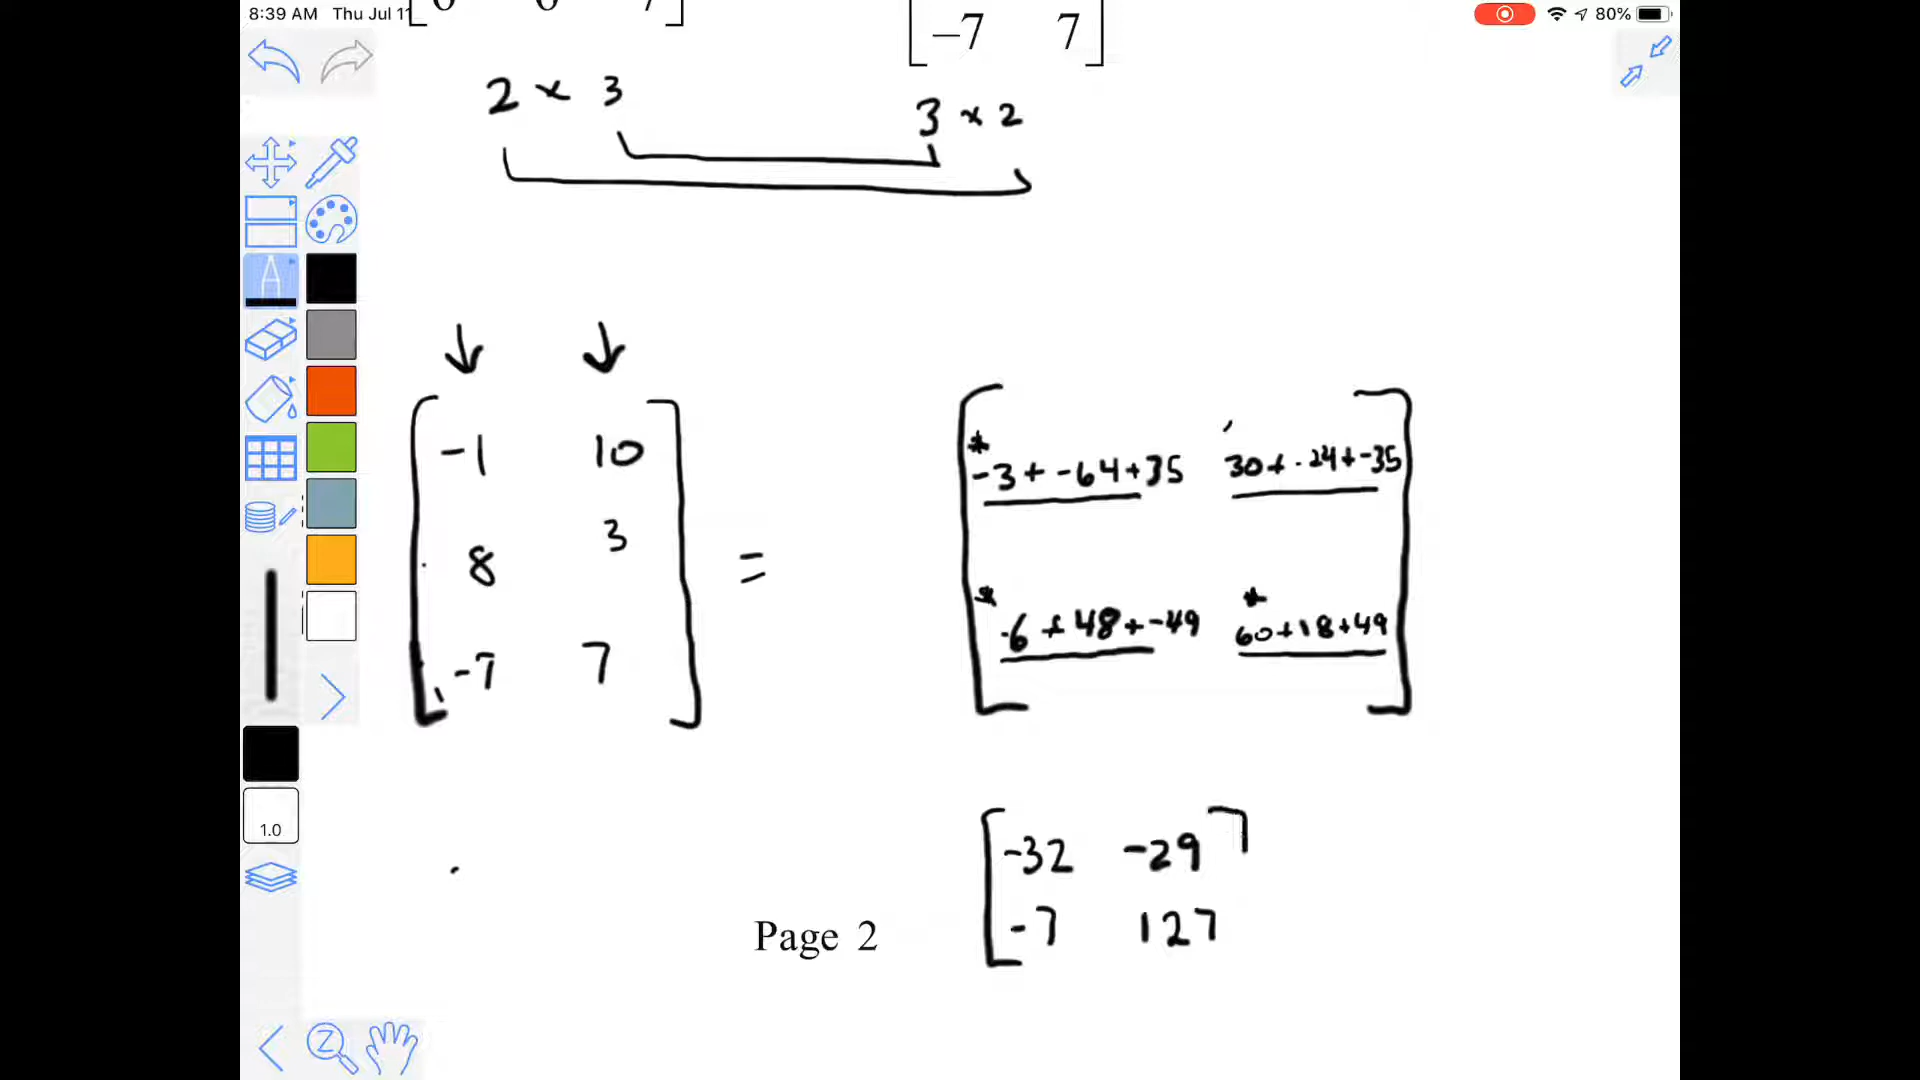 8:39 AM Thu Jul 11
80%
-7 7
2 x 3
3 x 2
-1 10
-3 + -64 + 35 30 + -24 + -35
8 3
=
-6 + 48 + -49 60 + 18 + 49
-7 7
1.0
-32 -29
-7 127
Page 2